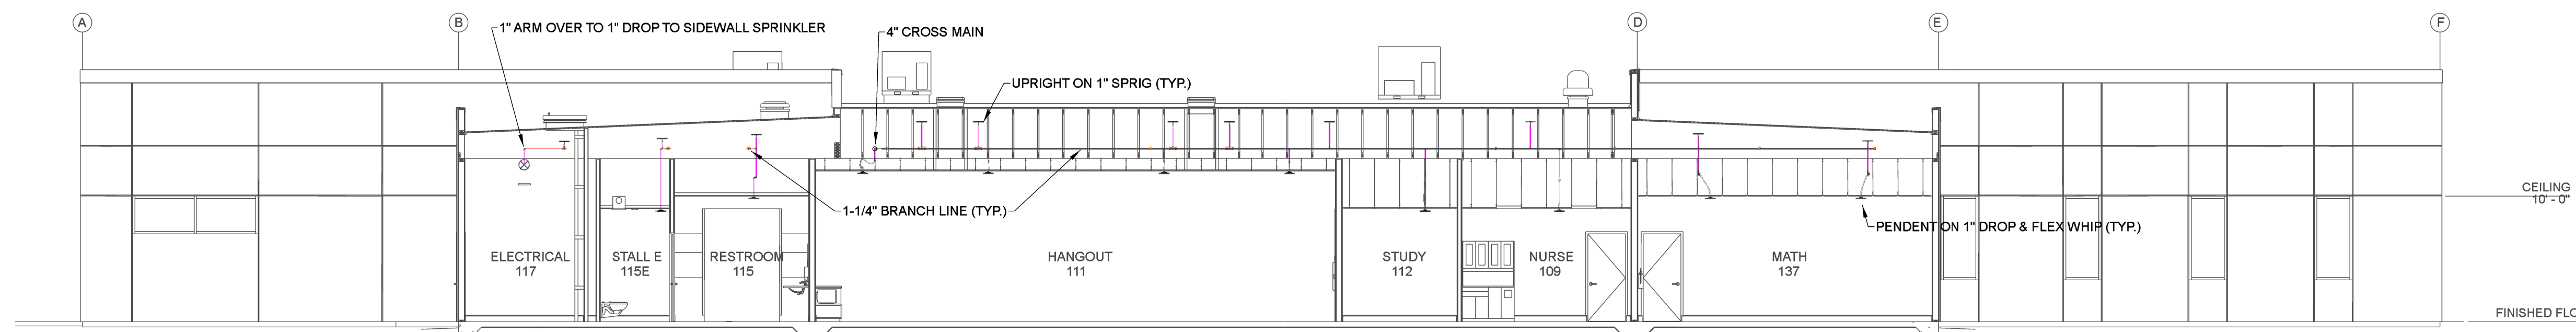 A
B
D
E
F
1" ARM OVER TO 1" DROP TO SIDEWALL SPRINKLER
4" CROSS MAIN
UPRIGHT ON 1" SPRIG (TYP.)
CEILING
10' - 0"
1-1/4" BRANCH LINE (TYP.)
PENDENT ON 1" DROP & FLEX WHIP (TYP.)
ELECTRICAL
117
STALL E
115E
RESTROOM
115
HANGOUT
111
STUDY
112
NURSE
109
MATH
137
FINISHED FLO